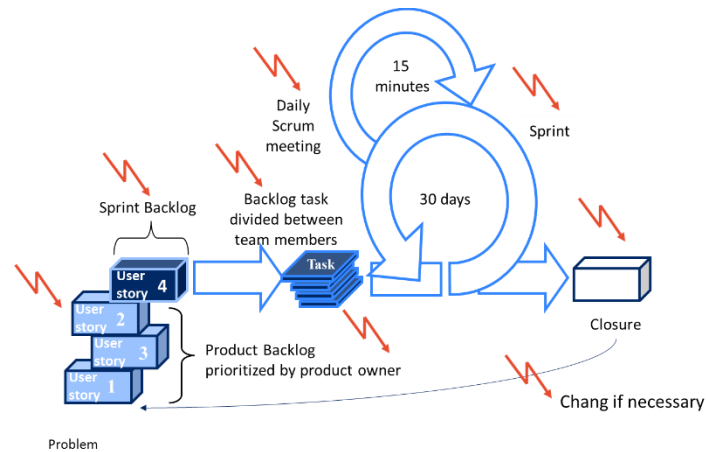 15
minutes
Daily
Scrum
meeting
Sprint
30 days
Backlog task
divided between
team members
Sprint Backlog
Task
User
story 4
User
story 2
User
story 3
User
story 1
Product Backlog
prioritized by product owner
Closure
Chang if necessary
Problem